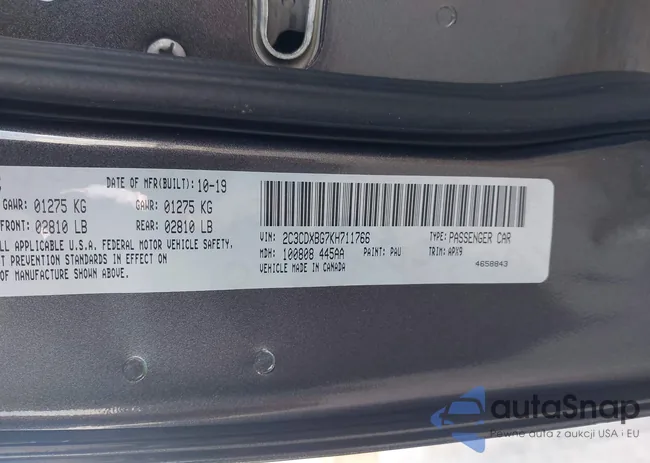 DATE OF MFR(BUILT): 10-19
GAWR: 01275 KG GAWR: 01275 KG
FRONT: 02810 LB REAR: 02810 LB
ALL APPLICABLE U.S.A. FEDERAL MOTOR VEHICLE SAFETY,
PREVENTION STANDARDS IN EFFECT ON
OF MANUFACTURE SHOWN ABOVE.
VIN: 2C3CDXBG7KH711766 TYPE: PASSENGER CAR
MDH: 100808 445AA PAINT: PAU TRIM: APX9
VEHICLE MADE IN CANADA 4658843
autoSnap
Pewne auta z aukcji USA i EU